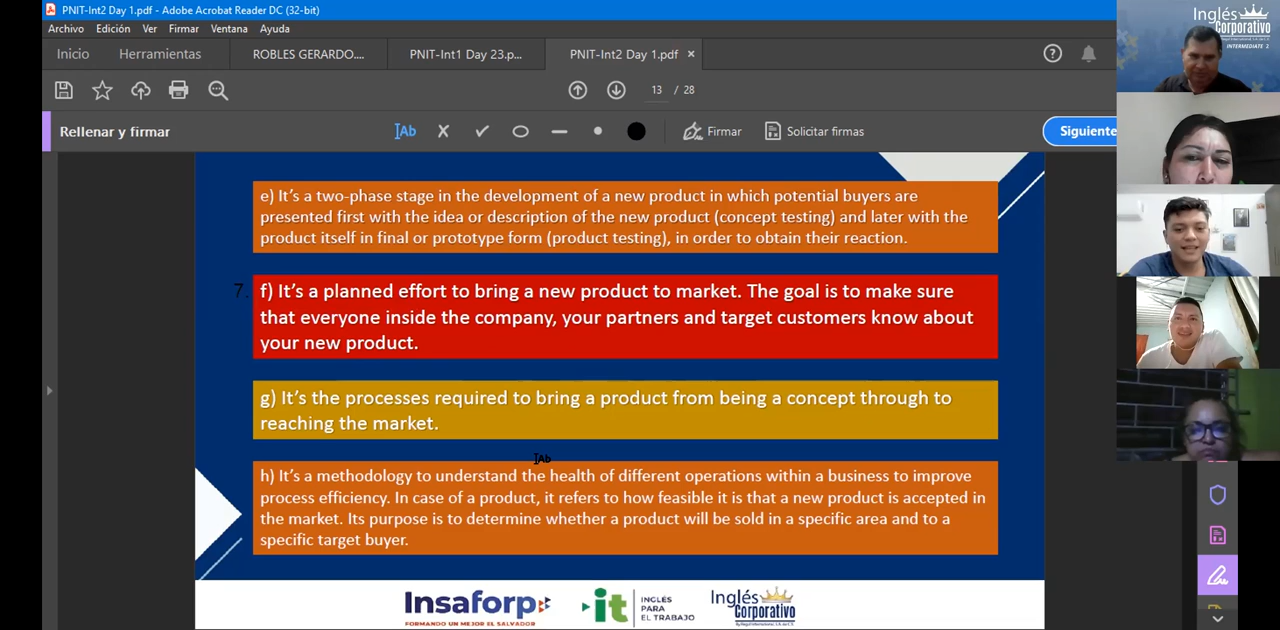 PNIT-Int2 Day 1.pdf - Adobe Acrobat Reader DC (32-bit)
Archivo Edición Ver Firmar Ventana Ayuda
Inicio Herramientas ROBLES GERARDO.... PNIT-Int1 Day 23.p... PNIT-Int2 Day 1.pdf ×
13 / 28
Rellenar y firmar
Ab
Firmar
Solicitar firmas
Siguiente
e) It's a two-phase stage in the development of a new product in which potential buyers are
presented first with the idea or description of the new product (concept testing) and later with the
product itself in final or prototype form (product testing), in order to obtain their reaction.
7.
f) It's a planned effort to bring a new product to market. The goal is to make sure
that everyone inside the company, your partners and target customers know about
your new product.
g) It's the processes required to bring a product from being a concept through to
reaching the market.
Ab
h) It's a methodology to understand the health of different operations within a business to improve
process efficiency. In case of a product, it refers to how feasible it is that a new product is accepted in
the market. Its purpose is to determine whether a product will be sold in a specific area and to a
specific target buyer.
Insaforp
FORMANDO UN MEJOR EL SALVADOR
it
INGLÉS
PARA
EL TRABAJO
Inglés
Corporativo
Inglés
Corporativo
INTERMEDIATE 2